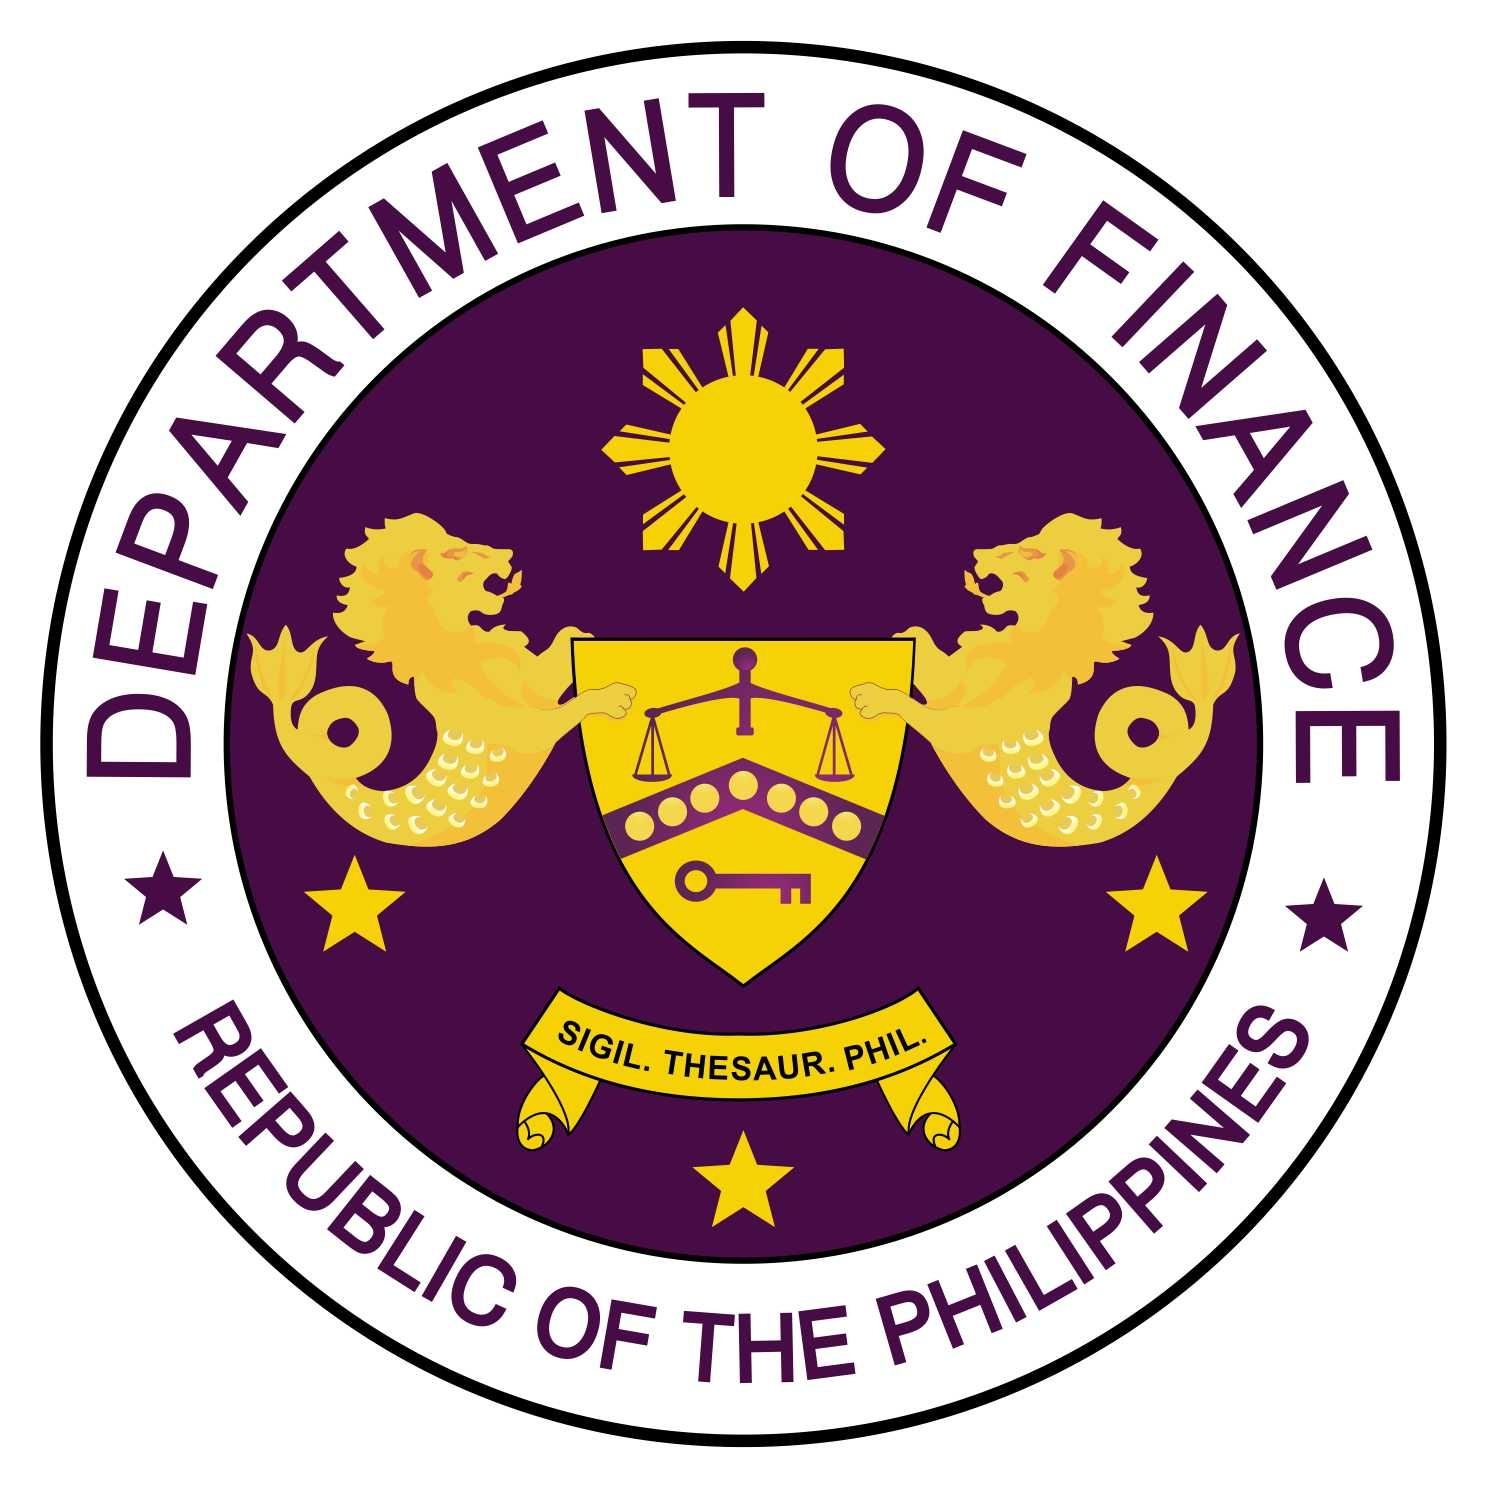 DEPARTMENT OF FINANCE
SIGIL. THESAUR. PHIL.
REPUBLIC OF THE PHILIPPINES